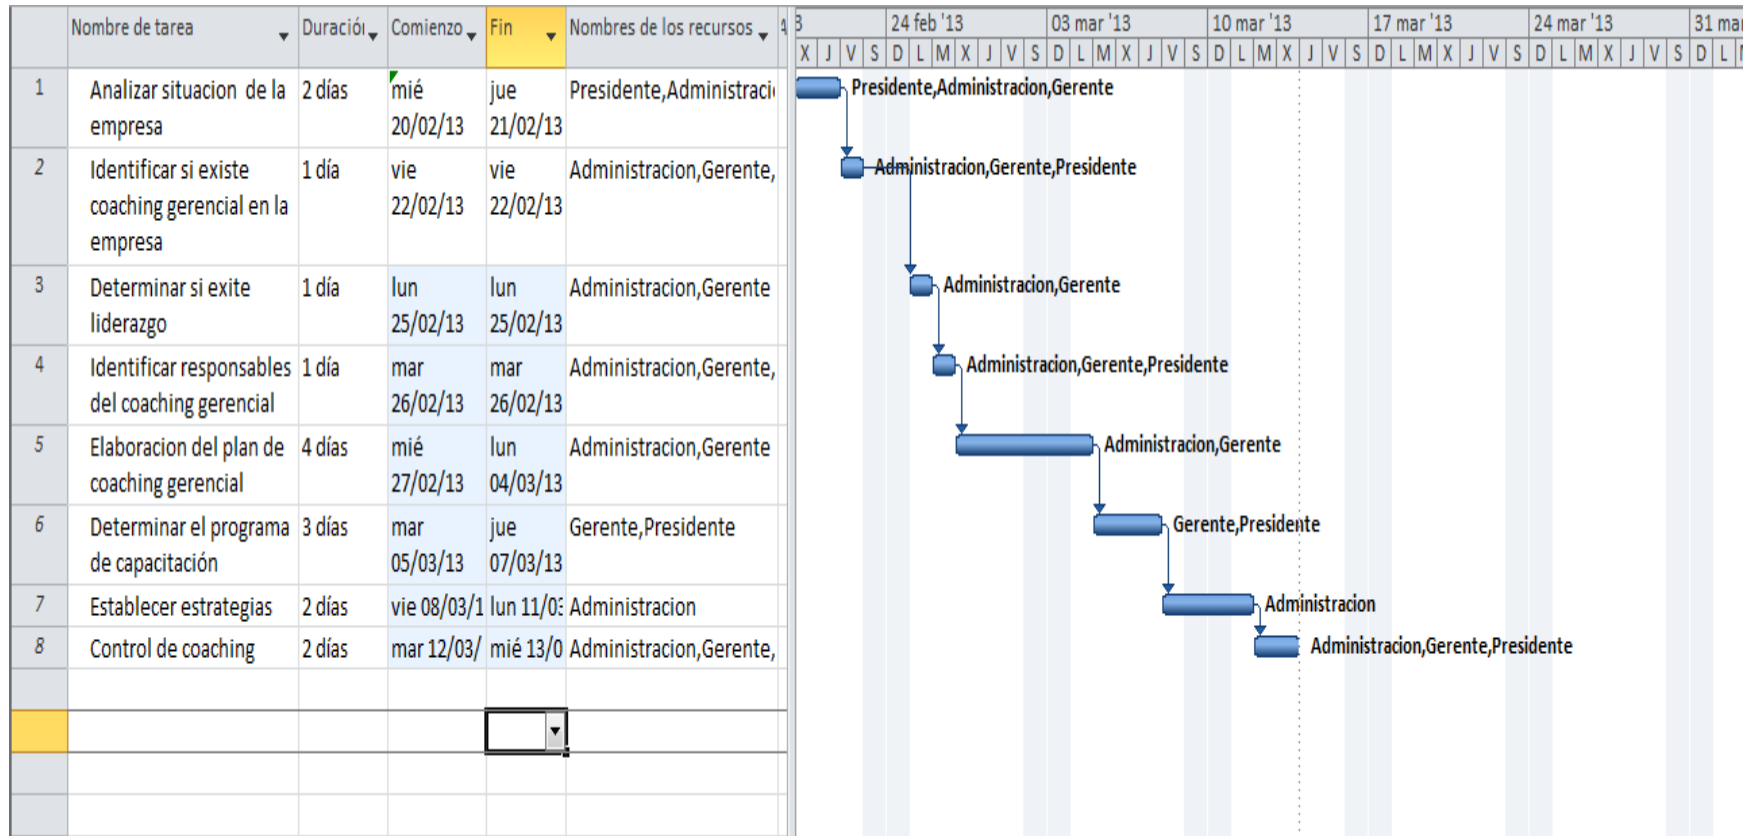 Nombre de tarea Duración Comienzo Fin Nombres de los recursos
3 24 feb '13 03 mar '13 10 mar '13 17 mar '13 24 mar '13 31 mar
X J V S D L M X J V S D L M X J V S D L M X J V S D L M X J V S D L M X J V S D L
1 Analizar situacion de la 2 días mié jue Presidente,Administraci Presidente,Administracion,Gerente
empresa 20/02/13 21/02/13
2 Identificar si existe 1 día vie vie Administracion,Gerente, Administracion,Gerente,Presidente
coaching gerencial en la 22/02/13 22/02/13
empresa
3 Determinar si exite 1 día lun lun Administracion,Gerente Administracion,Gerente
liderazgo 25/02/13 25/02/13
4 Identificar responsables 1 día mar mar Administracion,Gerente, Administracion,Gerente,Presidente
del coaching gerencial 26/02/13 26/02/13
5 Elaboracion del plan de 4 días mié lun Administracion,Gerente Administracion,Gerente
coaching gerencial 27/02/13 04/03/13
6 Determinar el programa 3 días mar jue Gerente,Presidente Gerente,Presidente
de capacitación 05/03/13 07/03/13
7 Establecer estrategias 2 días vie 08/03/1 lun 11/03 Administracion Administracion
8 Control de coaching 2 días mar 12/03/ mié 13/0 Administracion,Gerente, Administracion,Gerente,Presidente